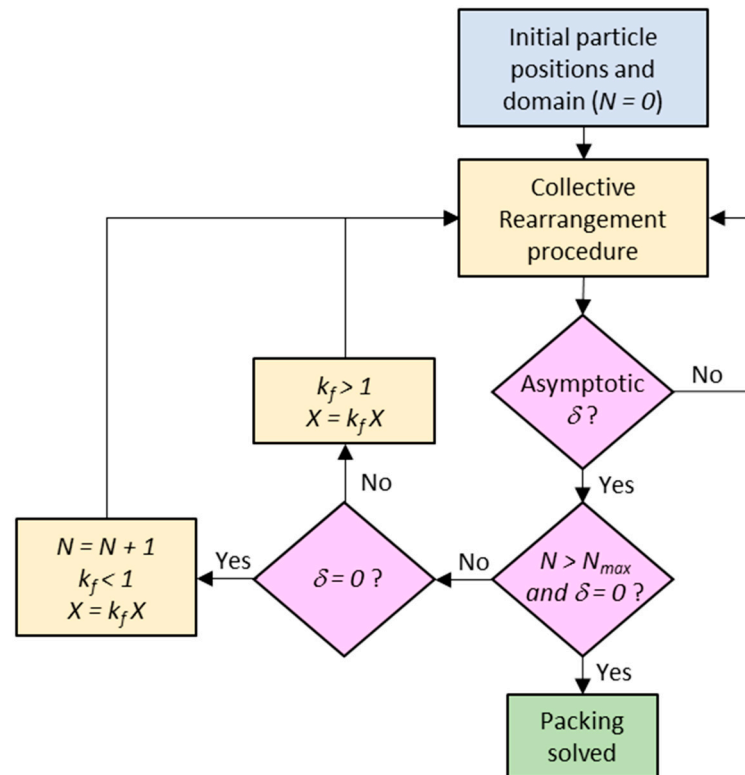 Initial particle
positions and
domain (N = 0)
Collective
Rearrangement
procedure
Asymptotic
δ ?
No
Yes
k_f > 1
X = k_f X
No
N = N + 1
k_f < 1
X = k_f X
Yes
δ = 0 ?
No
N > N_max
and δ = 0 ?
Yes
Packing
solved